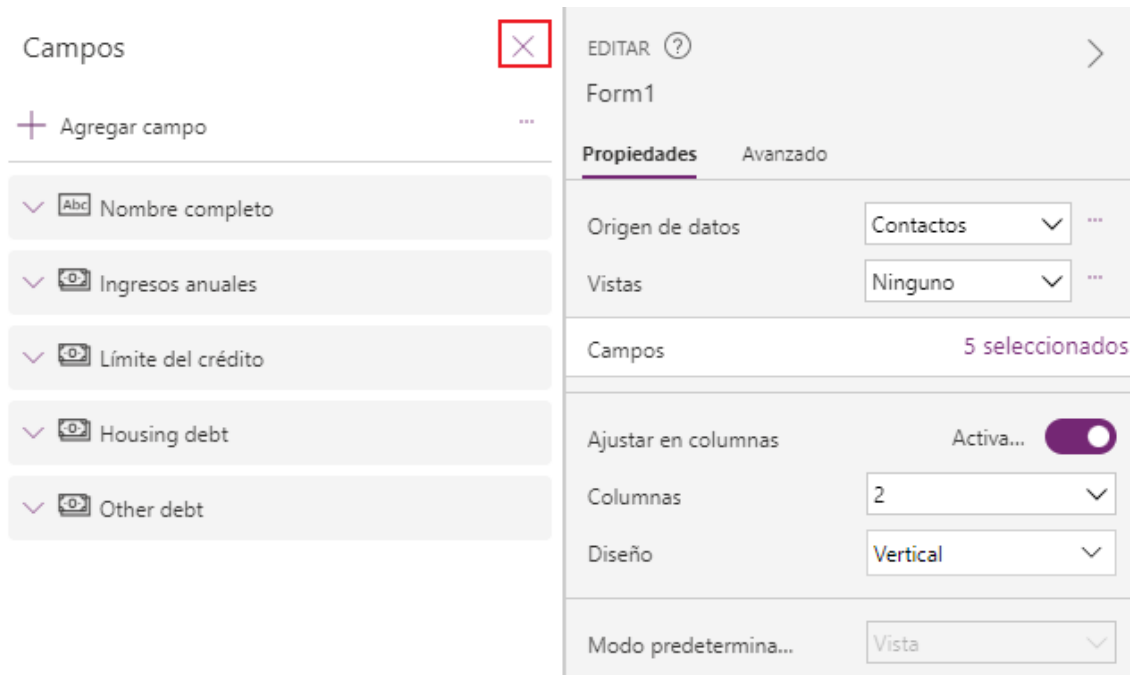 Campos
Agregar campo
...
Abc Nombre completo
Ingresos anuales
Límite del crédito
Housing debt
Other debt
EDITAR ?
Form1
Propiedades Avanzado
Origen de datos Contactos ...
Vistas Ninguno ...
Campos 5 seleccionados
Ajustar en columnas Activa...
Columnas 2
Diseño Vertical
Modo predetermina... Vista